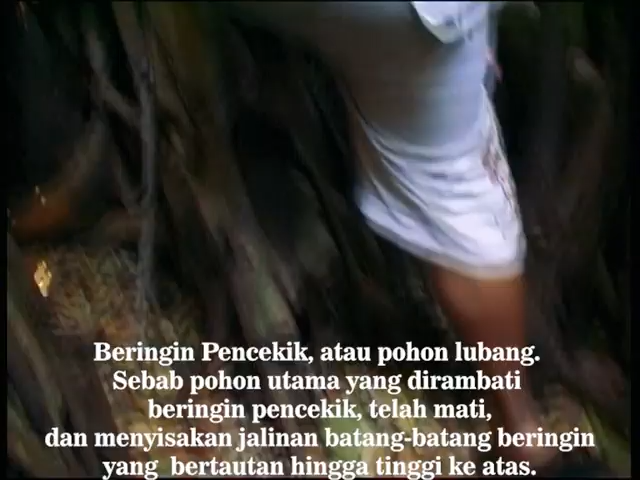 Beringin Pencekik, atau pohon lubang.
Sebab pohon utama yang dirambati
beringin pencekik, telah mati,
dan menyisakan jalinan batang-batang beringin
yang  bertautan hingga tinggi ke atas.